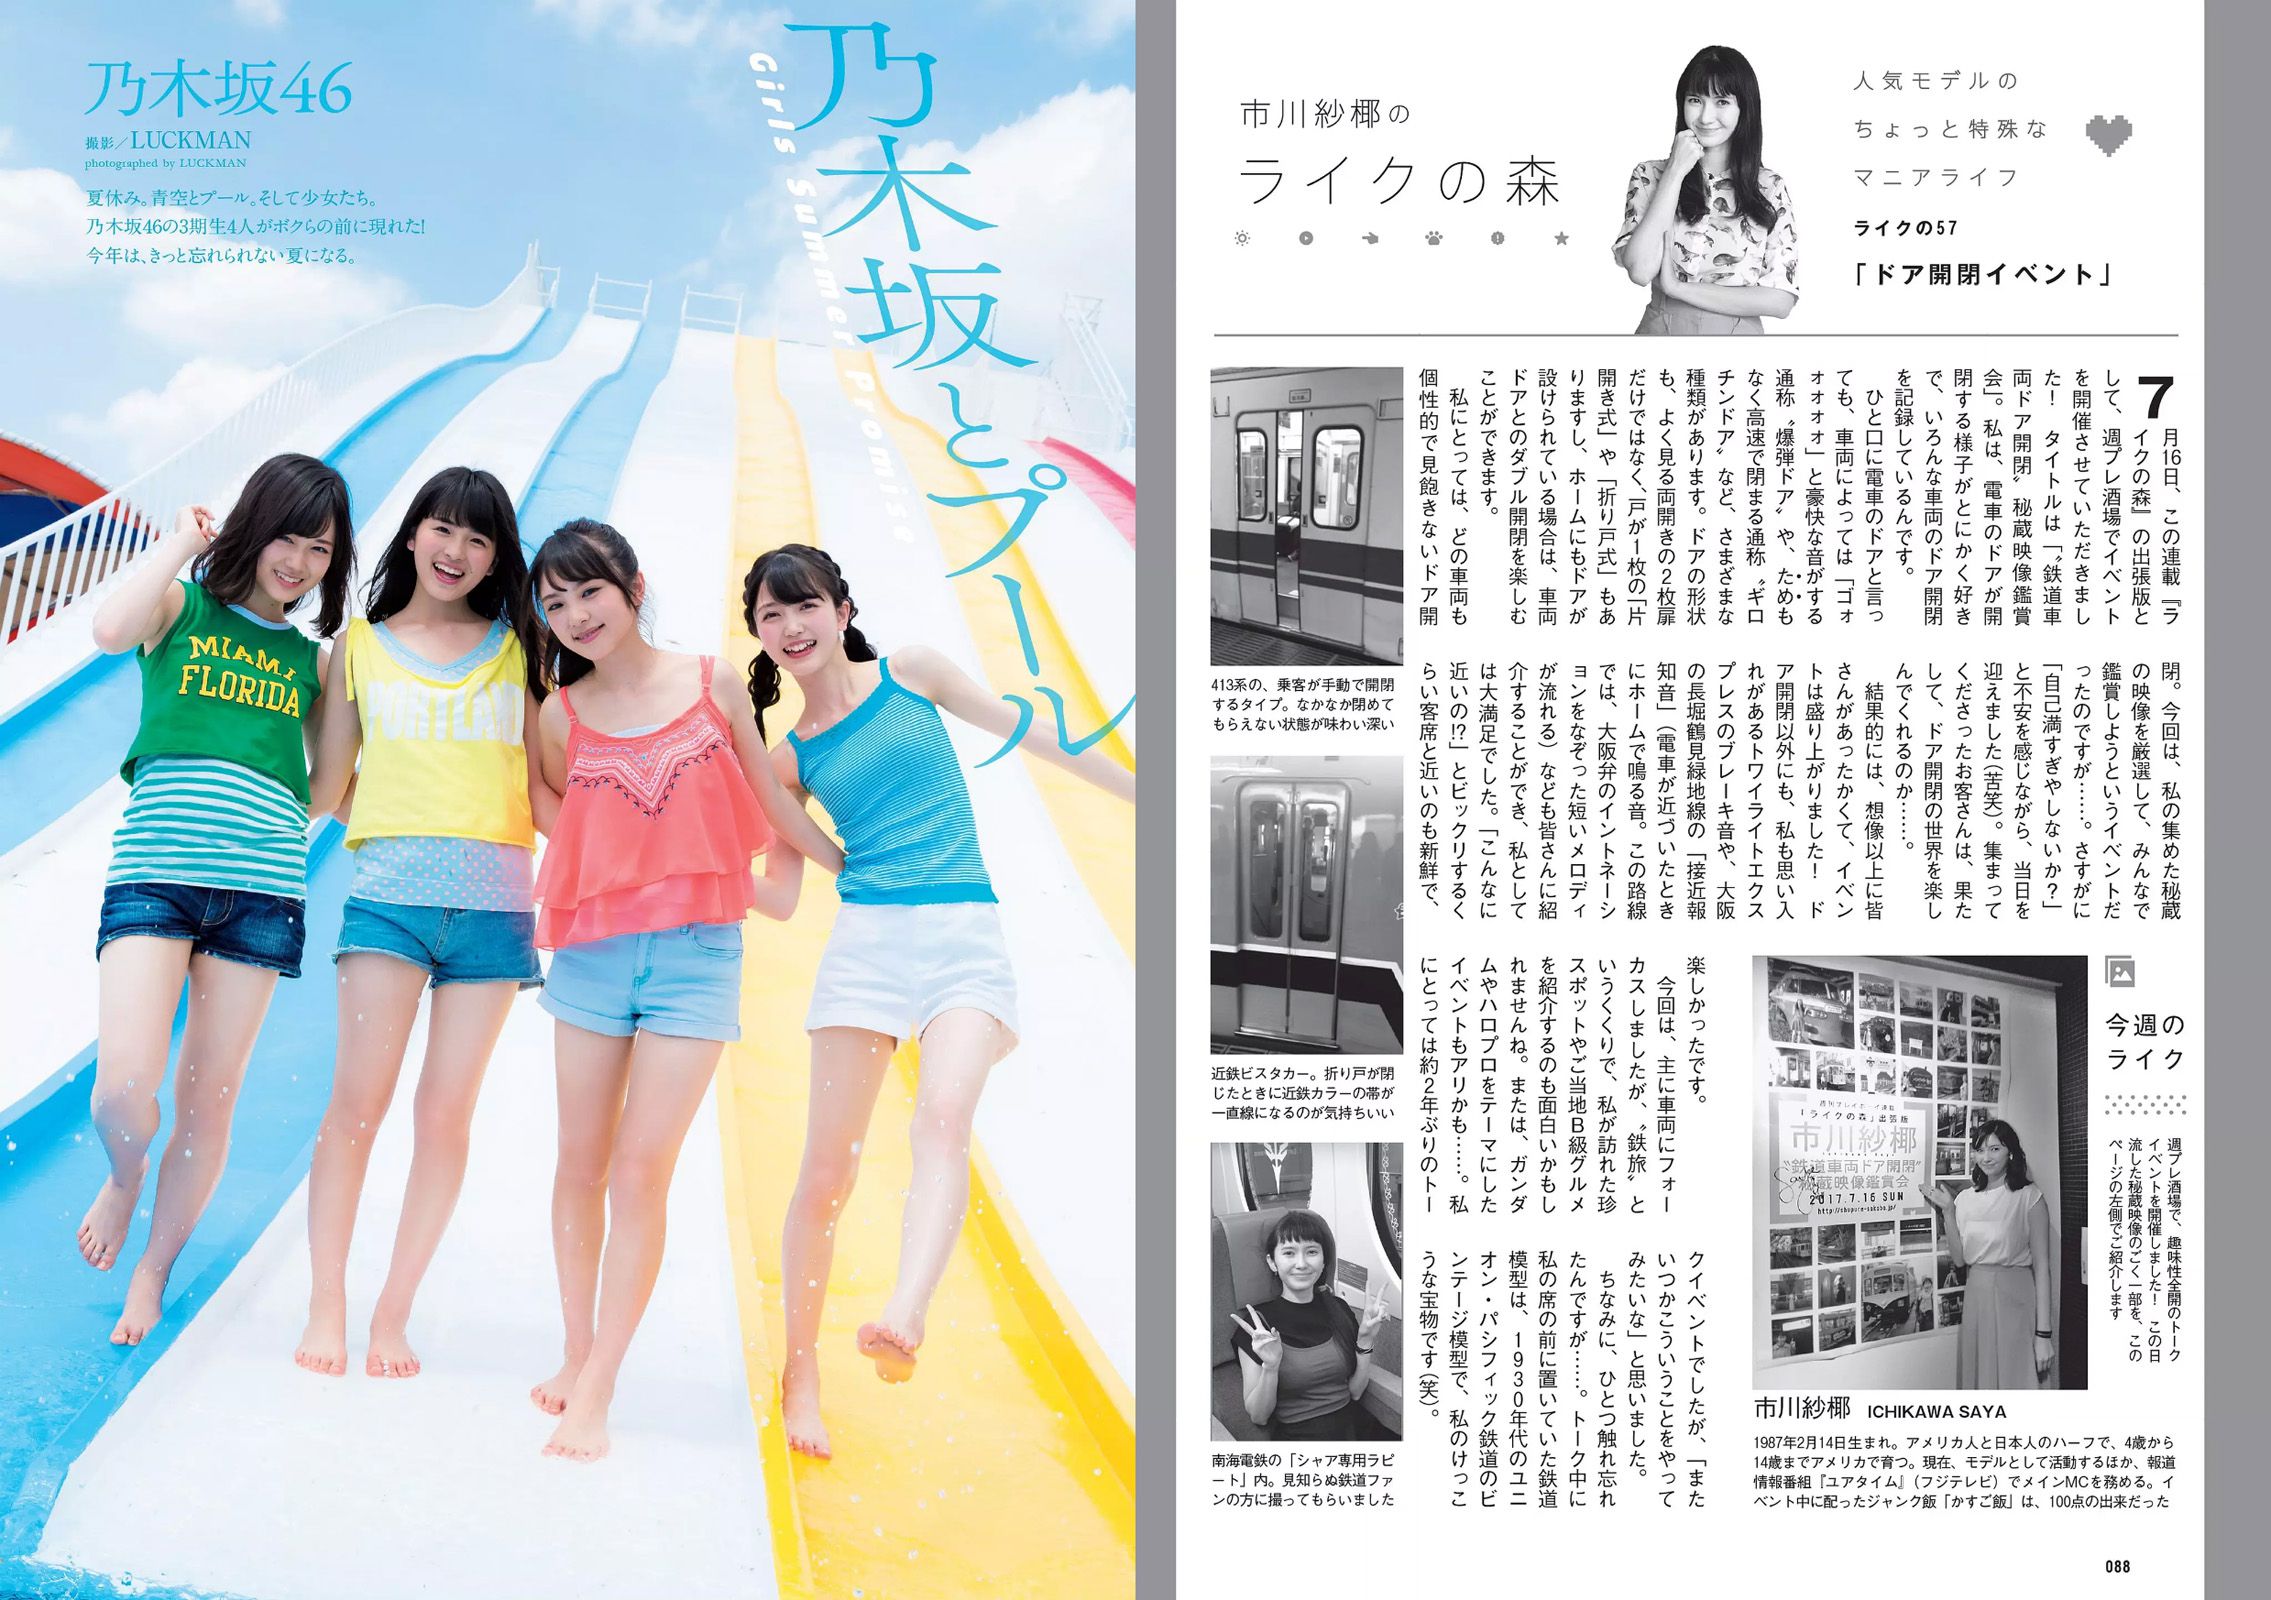 乃木坂46
撮影／LUCKMAN
photographed by LUCKMAN
夏休み。青空とプール。そして少女たち。
乃木坂46の3期生4人がボクらの前に現れた!
今年は、きっと忘れられない夏になる。
乃木坂とプール
Girls Summer Promise
MIAMI
FLORIDA
PORTLAND
市川紗椰の
ライクの森
人気モデルの
ちょっと特殊な
マニアライフ
ライクの57
「ドア開閉イベント」
7月16日、この連載『ラ
イクの森』の出張版と
して、週プレ酒場でイベント
を開催させていただきまし
た！　タイトルは「〝鉄道車
両ドア開閉〟秘蔵映像鑑賞
会」。私は、電車のドアが開
閉する様子がとにかく好き
で、いろんな車両のドア開閉
を記録しているんです。
ひと口に電車のドアと言っ
ても、車両によっては「ゴォ
ォォォォ」と豪快な音がする
通称〝爆弾ドア〟や、ためも
なく高速で閉まる通称〝ギロ
チンドア〟など、さまざまな
種類があります。ドアの形状
も、よく見る両開きの2枚扉
だけではなく、戸が1枚の「片
開き式」や「折り戸式」もあ
りますし、ホームにもドアが
設けられている場合は、車両
ドアとのダブル開閉を楽しむ
ことができます。
私にとっては、どの車両も
個性的で見飽きないドア開
閉。今回は、私の集めた秘蔵
の映像を厳選して、みんなで
鑑賞しようというイベントだ
ったのですが……。さすがに
「自己満すぎやしないか？」
と不安を感じながら、当日を
迎えました（苦笑）。集まって
くださったお客さんは、果た
して、ドア開閉の世界を楽し
んでくれるのか……。
結果的には、想像以上に皆
さんがあったかくて、イベン
トは盛り上がりました！　ド
ア開閉以外にも、私も思い入
れがあるトワイライトエクス
プレスのブレーキ音や、大阪
の長堀鶴見緑地線の「接近報
知音」（電車が近づいたとき
にホームで鳴る音。この路線
では、大阪弁のイントネーシ
ョンをなぞった短いメロディ
が流れる）なども皆さんに紹
介することができ、私として
は大満足でした。「こんなに
近いの!?」とビックリするく
らい客席と近いのも新鮮で、
楽しかったです。
今回は、主に車両にフォー
カスしましたが、〝鉄旅〟と
いうくくりで、私が訪れた珍
スポットやご当地B級グルメ
を紹介するのも面白いかもし
れませんね。または、ガンダ
ムやハロプロをテーマにした
イベントもアリかも……。私
にとっては約2年ぶりのトー
クイベントでしたが、「また
いつかこういうことをやって
みたいな」と思いました。
ちなみに、ひとつ触れ忘れ
たんですが……。トーク中に
私の席の前に置いていた鉄道
模型は、1930年代のユニ
オン・パシフィック鉄道のビ
ンテージ模型で、私のけっこ
うな宝物です（笑）。
413系の、乗客が手動で開閉
するタイプ。なかなか閉めて
もらえない状態が味わい深い
近鉄ビスタカー。折り戸が閉
じたときに近鉄カラーの帯が
一直線になるのが気持ちいい
南海電鉄の「シャア専用ラピ
ート」内。見知らぬ鉄道ファ
ンの方に撮ってもらいました
今週の
ライク
週プレ酒場で、趣味性全開のトーク
イベントを開催しました！　この日
流した秘蔵映像のごく一部を、この
ページの左側でご紹介します
週刊プレイボーイ連載
「ライクの森」出張版
市川紗椰
〝鉄道車両ドア開閉〟
秘蔵映像鑑賞会
2017.7.16 SUN
http://shupure-sakaba.jp/
市川紗椰 ICHIKAWA SAYA
1987年2月14日生まれ。アメリカ人と日本人のハーフで、4歳から
14歳までアメリカで育つ。現在、モデルとして活動するほか、報道
情報番組『ユアタイム』（フジテレビ）でメインMCを務める。イ
ベント中に配ったジャンク飯「かすご飯」は、100点の出来だった
088